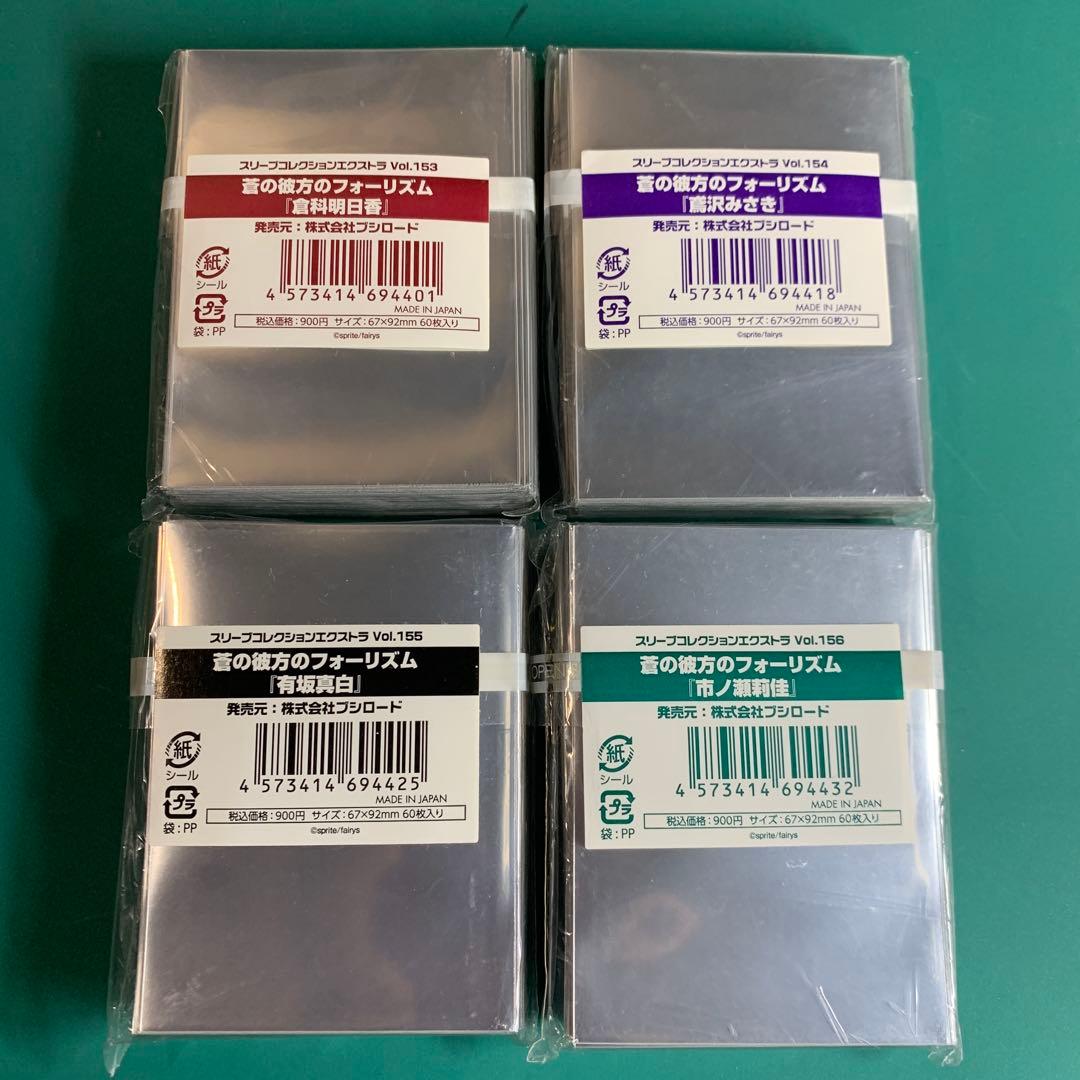 スリーブコレクションエクストラ Vol.153
蒼の彼方のフォーリズム
『倉科明日香』
発売元：株式会社ブシロード
紙
シール
プラ
袋：PP
4 573414 694401
MADE IN JAPAN
税込価格：900円 サイズ：67×92mm 60枚入り
©sprite/fairys
スリーブコレクションエクストラ Vol.154
蒼の彼方のフォーリズム
『鳶沢みさき』
発売元：株式会社ブシロード
紙
シール
プラ
袋：PP
4 573414 694418
MADE IN JAPAN
税込価格：900円 サイズ：67×92mm 60枚入り
©sprite/fairys
スリーブコレクションエクストラ Vol.155
蒼の彼方のフォーリズム
『有坂真白』
発売元：株式会社ブシロード
紙
シール
プラ
袋：PP
4 573414 694425
MADE IN JAPAN
税込価格：900円 サイズ：67×92mm 60枚入り
©sprite/fairys
スリーブコレクションエクストラ Vol.156
蒼の彼方のフォーリズム
『市ノ瀬莉佳』
発売元：株式会社ブシロード
紙
シール
プラ
袋：PP
4 573414 694432
MADE IN JAPAN
税込価格：900円 サイズ：67×92mm 60枚入り
©sprite/fairys